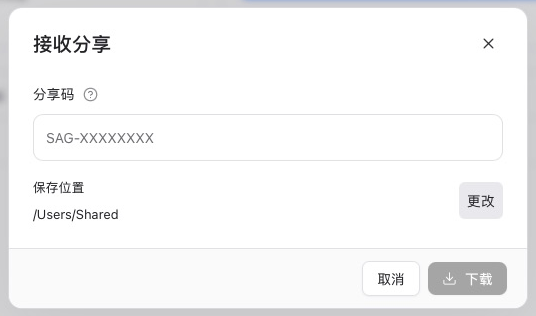 接收分享
分享码
SAG-XXXXXXXX
保存位置
/Users/Shared
更改
取消
下载